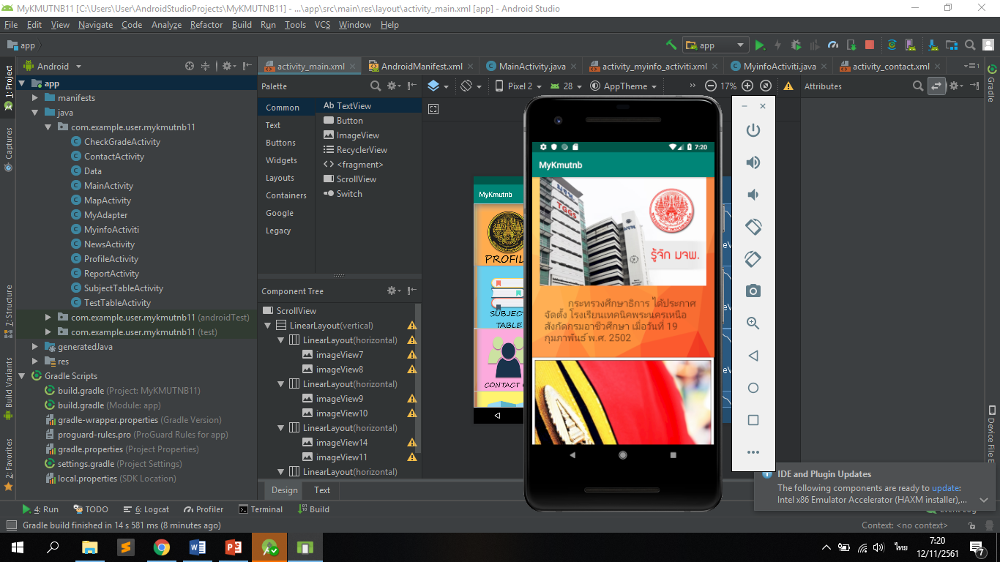 MyKMUTNB11 [C:\Users\User\AndroidStudioProjects\MyKMUTNB11] - ...\app\src\main\res\layout\activity_main.xml [app] - Android Studio
File Edit View Navigate Code Analyze Refactor Build Run Tools VCS Window Help
app
app
Android
activity_main.xml
AndroidManifest.xml
MainActivity.java
activity_myinfo_activiti.xml
MyinfoActiviti.java
activity_contact.xml
1: Project
Captures
7: Structure
Build Variants
2: Favorites
app
manifests
java
com.example.user.mykmutnb11
CheckGradeActivity
ContactActivity
Data
MainActivity
MapActivity
MyAdapter
MyinfoActiviti
NewsActivity
ProfileActivity
ReportActivity
SubjectTableActivity
TestTableActivity
com.example.user.mykmutnb11 (androidTest)
com.example.user.mykmutnb11 (test)
generatedJava
res
Gradle Scripts
build.gradle (Project: MyKMUTNB11)
build.gradle (Module: app)
gradle-wrapper.properties (Gradle Version)
proguard-rules.pro (ProGuard Rules for app)
gradle.properties (Project Properties)
settings.gradle (Project Settings)
local.properties (SDK Location)
Palette
Common
Text
Buttons
Widgets
Layouts
Containers
Google
Legacy
Ab TextView
Button
ImageView
RecyclerView
<fragment>
ScrollView
Switch
Component Tree
ScrollView
LinearLayout(vertical)
LinearLayout(horizontal)
imageView7
imageView8
LinearLayout(horizontal)
imageView9
imageView10
LinearLayout(horizontal)
imageView14
imageView11
LinearLayout(horizontal)
Design Text
Pixel 2
28
AppTheme
17%
Attributes
MyKmutnb
PROFIL
SUBJEC
TABLE
CONTACT
7:20
MyKmutnb
มจพ.
TGGS
รู้จัก มจพ.
กระทรวงศึกษาธิการ ได้ประกาศ
จัดตั้ง โรงเรียนเทคนิคพระนครเหนือ
สังกัดกรมอาชีวศึกษา เมื่อวันที่ 19
กุมภาพันธ์ พ.ศ. 2502
Gradle
Device File E
IDE and Plugin Updates
The following components are ready to update:
Intel x86 Emulator Accelerator (HAXM installer),...
Event Log
4: Run
TODO
6: Logcat
Profiler
Terminal
Build
Gradle build finished in 14 s 581 ms (8 minutes ago)
Context: <no context>
ไทย
7:20
12/11/2561
7